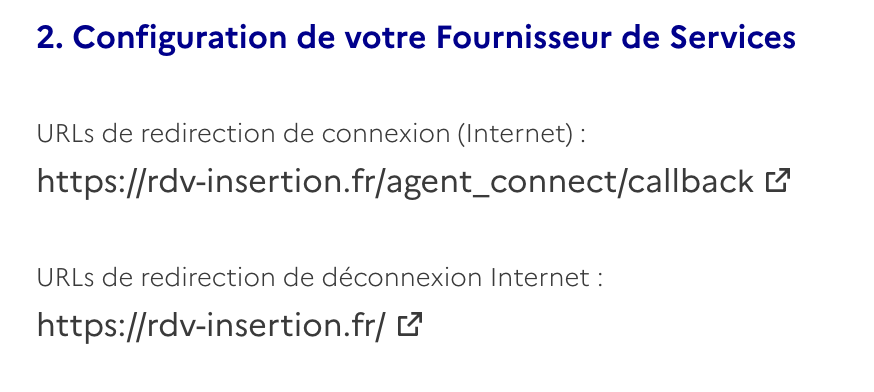 2. Configuration de votre Fournisseur de Services
URLs de redirection de connexion (Internet) :
https://rdv-insertion.fr/agent_connect/callback
URLs de redirection de déconnexion Internet :
https://rdv-insertion.fr/